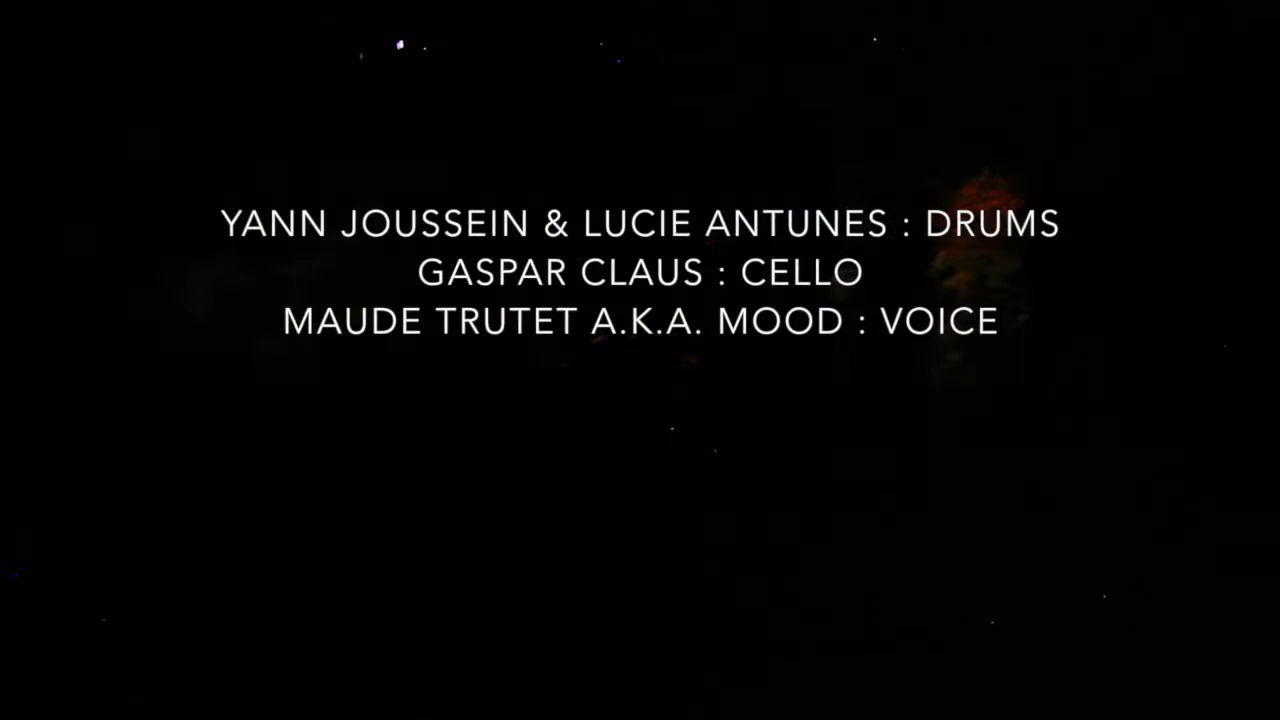 YANN JOUSSEIN & LUCIE ANTUNES : DRUMS
GASPAR CLAUS : CELLO
MAUDE TRUTET A.K.A. MOOD : VOICE